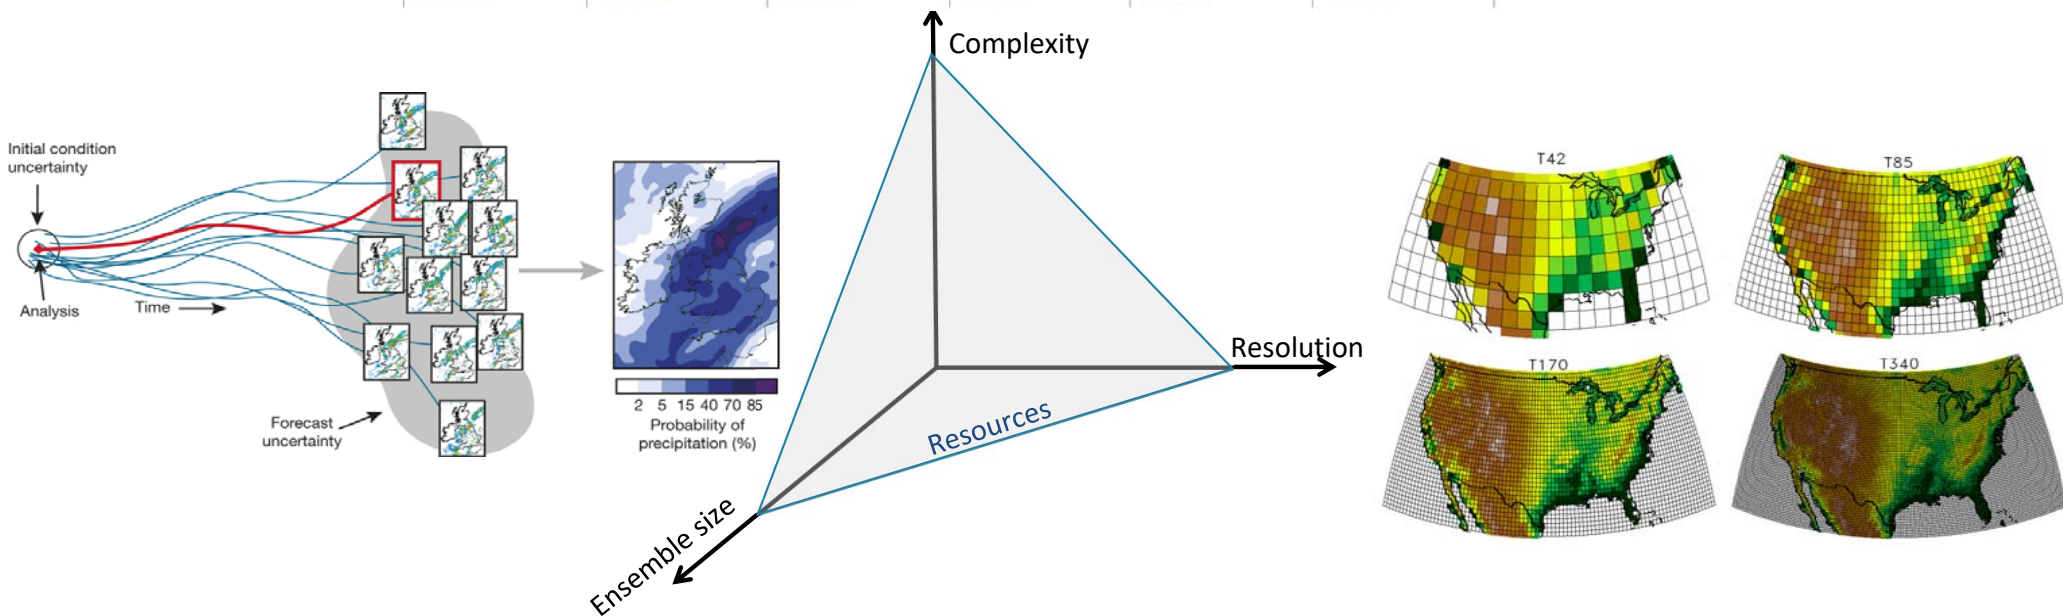 Initial condition
uncertainty
Analysis
Time
Forecast
uncertainty
2 5 15 40 70 85
Probability of
precipitation (%)
Complexity
Resolution
Resources
Ensemble size
T42
T85
T170
T340